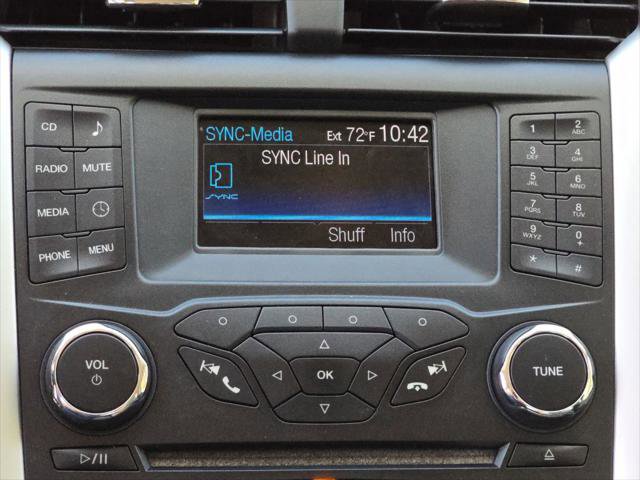 SYNC-Media Ext 72°F 10:42
SYNC Line In
SYNC
Shuff Info
CD
RADIO MUTE
MEDIA
PHONE MENU
1 2 ABC
3 DEF 4 GHI
5 JKL 6 MNO
7 PQRS 8 TUV
9 WXYZ 0 +
* #
VOL
OK
TUNE